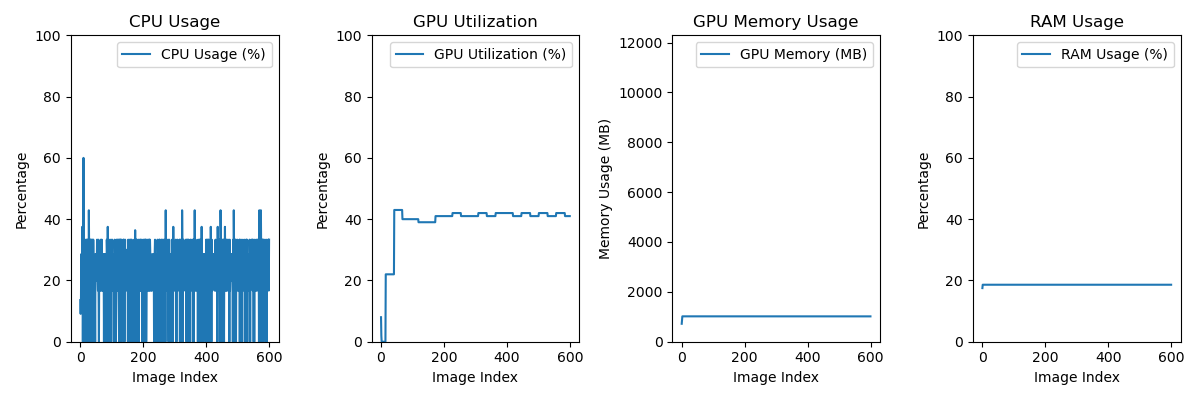 CPU Usage
100
80
60
40
20
0
Percentage
CPU Usage (%)
0 200 400 600
Image Index
GPU Utilization
100
80
60
40
20
0
Percentage
GPU Utilization (%)
0 200 400 600
Image Index
GPU Memory Usage
12000
10000
8000
6000
4000
2000
0
Memory Usage (MB)
GPU Memory (MB)
0 200 400 600
Image Index
RAM Usage
100
80
60
40
20
0
Percentage
RAM Usage (%)
0 200 400 600
Image Index